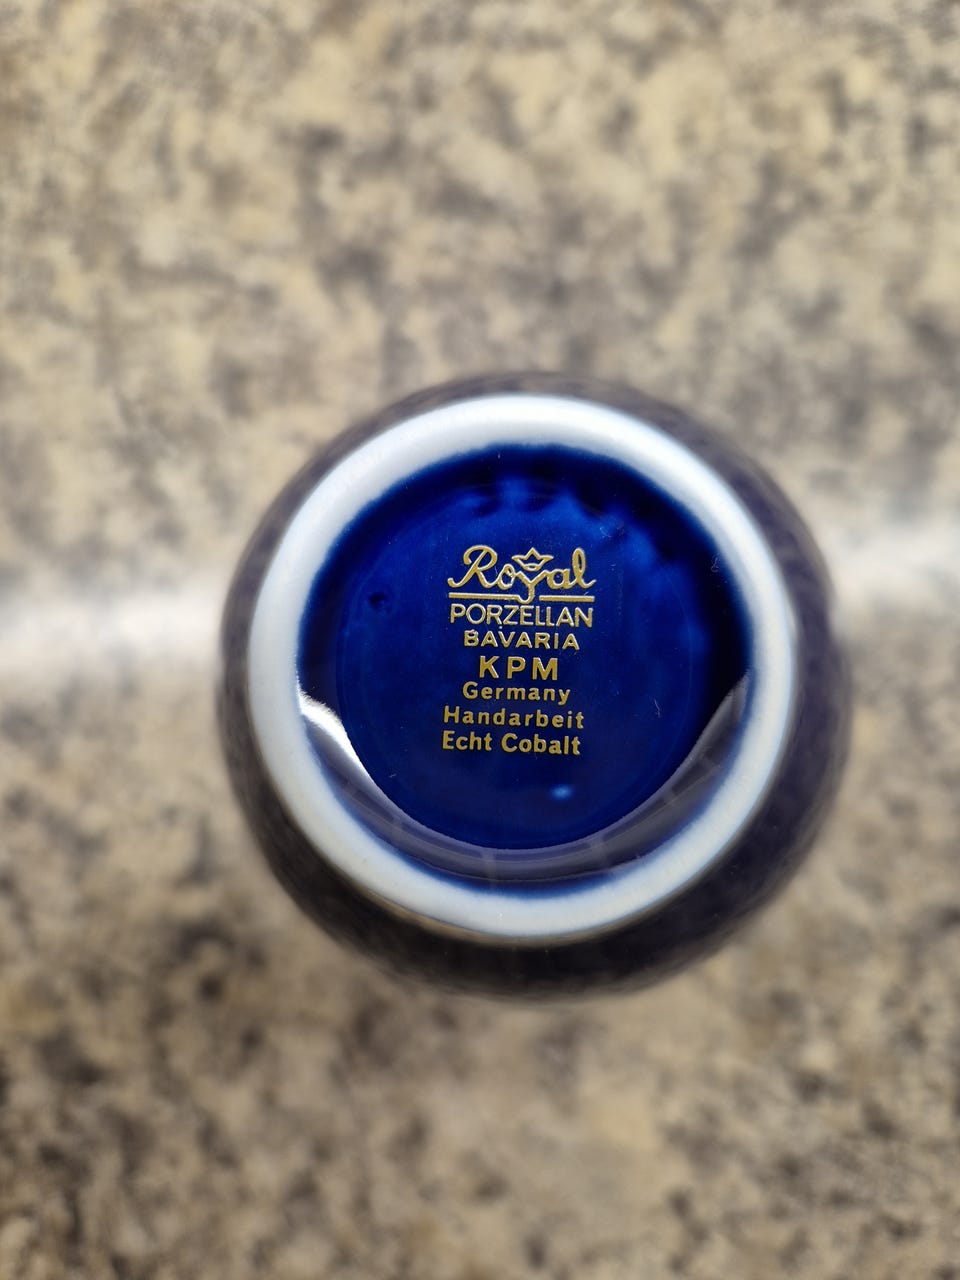 Royal
PORZELLAN
BAVARIA
KPM
Germany
Handarbeit
Echt Cobalt